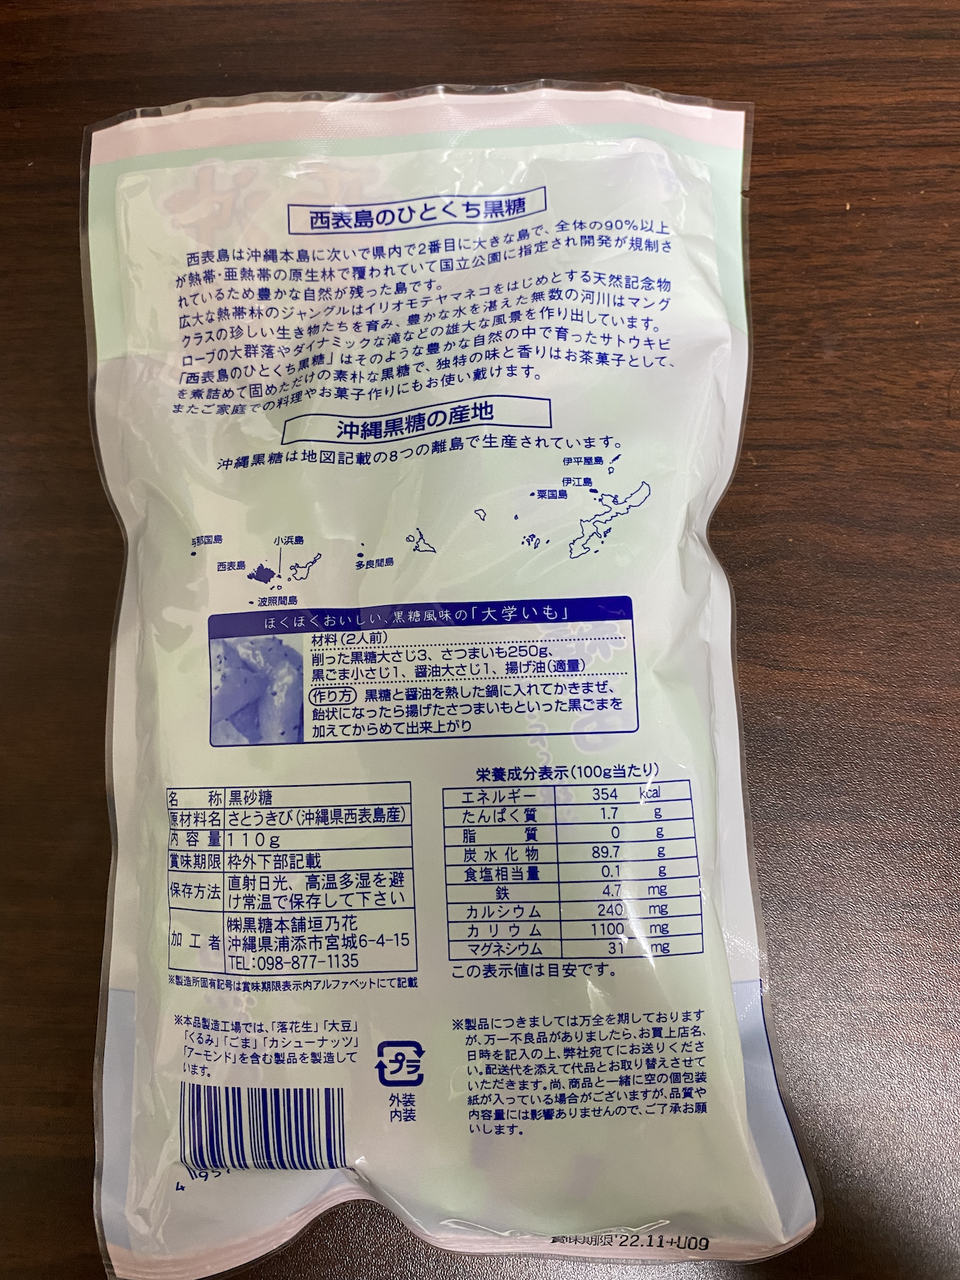 西表島のひとくち黒糖
西表島は沖縄本島に次いで県内で2番目に大きな島で、全体の90%以上
が熱帯・亜熱帯の原生林で覆われていて国立公園に指定され開発が規制さ
れているため豊かな自然が残った島です。
広大な熱帯林のジャングルはイリオモテヤマネコをはじめとする天然記念物
クラスの珍しい生き物たちを育み、豊かな水を湛えた無数の河川はマング
ローブの大群落やダイナミックな滝などの雄大な風景を作り出しています。
「西表島のひとくち黒糖」はそのような豊かな自然の中で育ったサトウキビ
を煮詰めて固めただけの素朴な黒糖で、独特の味と香りはお茶菓子として、
またご家庭での料理やお菓子作りにもお使い戴けます。
沖縄黒糖の産地
沖縄黒糖は地図記載の8つの離島で生産されています。
伊平屋島
伊江島
粟国島
与那国島
小浜島
西表島
多良間島
波照間島
ほくほくおいしい、黒糖風味の「大学いも」
材料(2人前)
削った黒糖大さじ3、さつまいも250g、
黒ごま小さじ1、醤油大さじ1、揚げ油(適量)
作り方 黒糖と醤油を熱した鍋に入れてかきまぜ、
飴状になったら揚げたさつまいもといった黒ごまを
加えてからめて出来上がり
名称 黒砂糖
原材料名 さとうきび(沖縄県西表島産)
内容量 110g
賞味期限 枠外下部記載
保存方法 直射日光、高温多湿を避
け常温で保存して下さい
加工者 ㈱黒糖本舗垣乃花
沖縄県浦添市宮城6-4-15
TEL:098-877-1135
※製造所固有記号は賞味期限表示内アルファベットにて記載
栄養成分表示(100g当たり)
エネルギー 354 kcal
たんぱく質 1.7 g
脂質 0 g
炭水化物 89.7 g
食塩相当量 0.1 g
鉄 4.7 mg
カルシウム 240 mg
カリウム 1100 mg
マグネシウム 31 mg
この表示値は目安です。
※本品製造工場では、「落花生」「大豆」
「くるみ」「ごま」「カシューナッツ」
「アーモンド」を含む製品を製造して
います。
プラ
外装
内装
※製品につきましては万全を期しております
が、万一不良品がありましたら、お買上店名、
日時を記入の上、弊社宛てにお送りくださ
い。配送代を添えて代品とお取り替えさせて
いただきます。尚、商品と一緒に空の個包装
紙が入っている場合がございますが、品質や
内容量には影響ありませんので、ご了承お願
いします。
賞味期限'22.11+U09